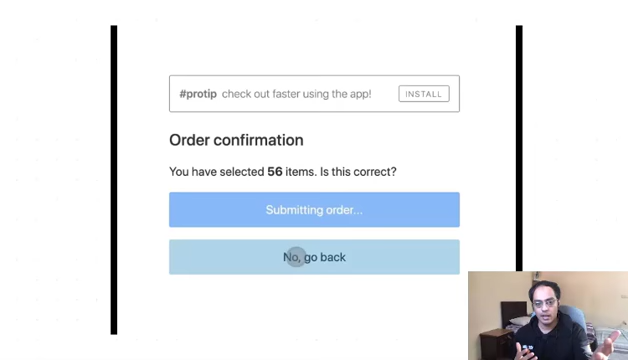 #protip check out faster using the app! INSTALL
Order confirmation
You have selected 56 items. Is this correct?
Submitting order...
No, go back